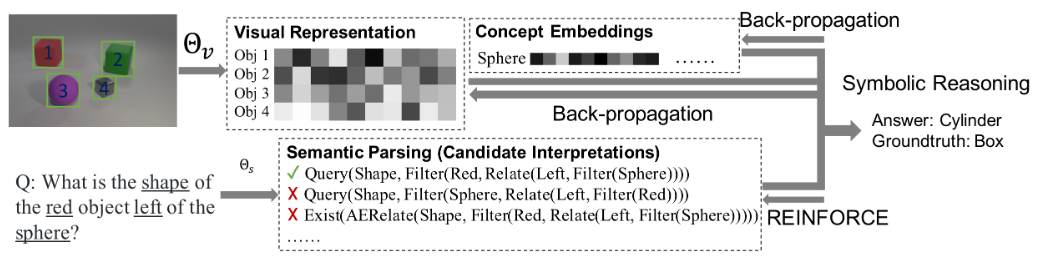 1
2
3
4
Θv
Visual Representation
Obj 1
Obj 2
Obj 3
Obj 4
Concept Embeddings
Sphere ......
Back-propagation
Back-propagation
Symbolic Reasoning
Answer: Cylinder
Groundtruth: Box
Q: What is the shape of
the red object left of the
sphere?
Θs
Semantic Parsing (Candidate Interpretations)
✓ Query(Shape, Filter(Red, Relate(Left, Filter(Sphere))))
X Query(Shape, Filter(Sphere, Relate(Left, Filter(Red))))
X Exist(AERelate(Shape, Filter(Red, Relate(Left, Filter(Sphere)))))
......
REINFORCE